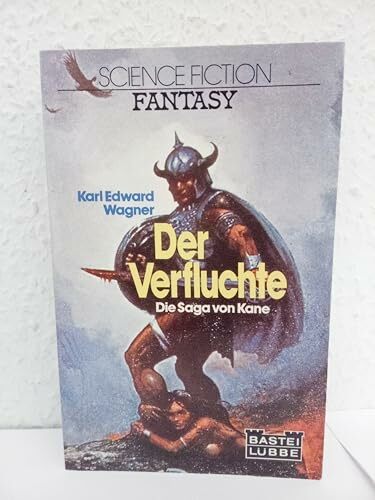 SCIENCE FICTION
FANTASY
Karl Edward
Wagner
Der
Verfluchte
Die Saga von Kane
BASTEI
LÜBBE